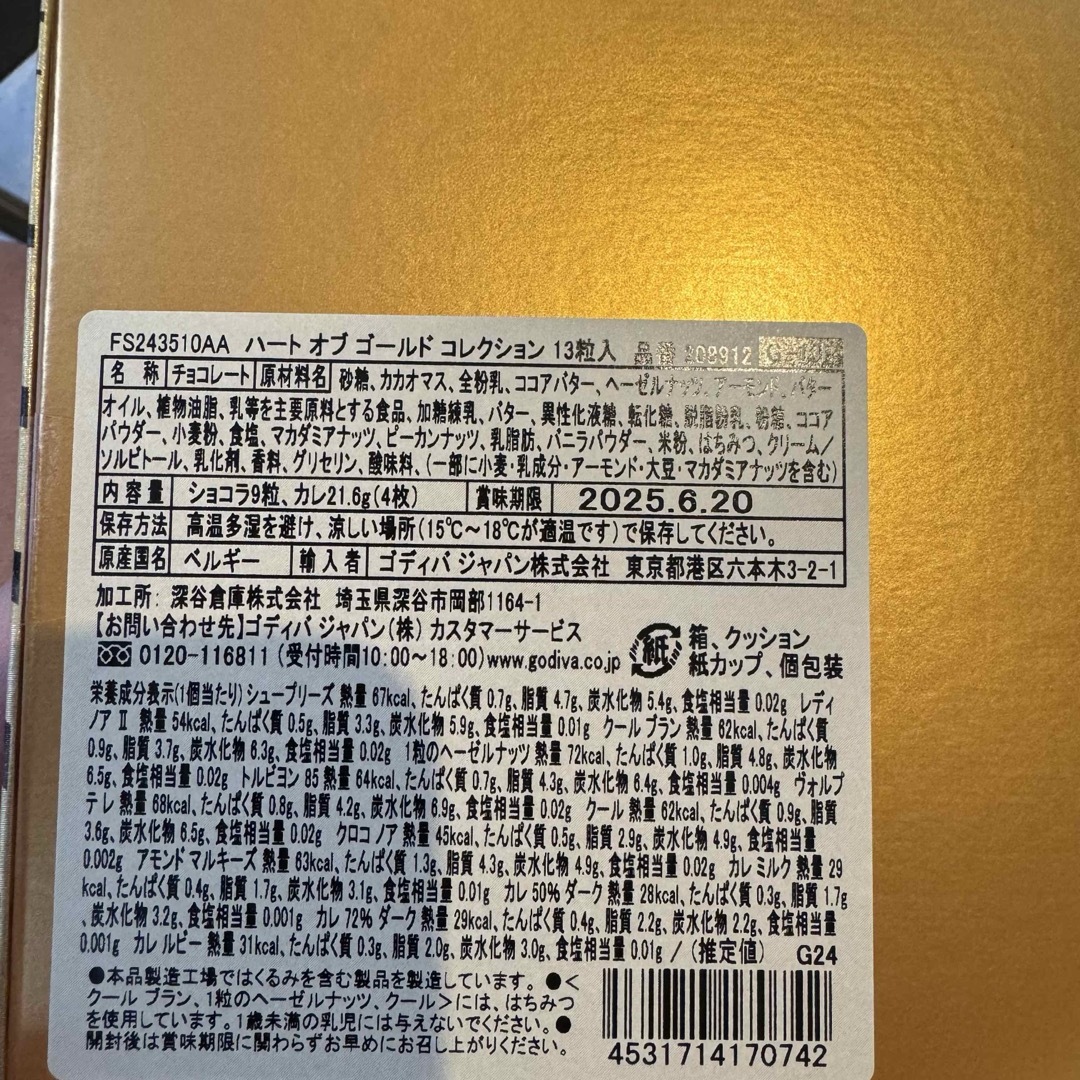 FS243510AA ハート オブ ゴールド コレクション 13粒入 品番 208912
名称 チョコレート 原材料名 砂糖、カカオマス、全粉乳、ココアバター、ヘーゼルナッツ、アーモンド、バター
オイル、植物油脂、乳等を主要原料とする食品、加糖練乳、バター、異性化液糖、転化糖、脱脂粉乳、粉糖、ココア
パウダー、小麦粉、食塩、マカダミアナッツ、ピーカンナッツ、乳脂肪、バニラパウダー、米粉、はちみつ、クリーム/
ソルビトール、乳化剤、香料、グリセリン、酸味料、(一部に小麦・乳成分・アーモンド・大豆・マカダミアナッツを含む)
内容量 ショコラ9粒、カレ21.6g(4枚) 賞味期限 2025.6.20
保存方法 高温多湿を避け、涼しい場所(15℃～18℃が適温です)で保存してください。
原産国名 ベルギー 輸入者 ゴディバ ジャパン株式会社 東京都港区六本木3-2-1
加工所: 深谷倉庫株式会社 埼玉県深谷市岡部1164-1
【お問い合わせ先】ゴディバ ジャパン(株) カスタマーサービス
0120-116811 (受付時間10:00～18:00)www.godiva.co.jp
紙 箱、クッション
紙カップ、個包装
栄養成分表示(1個当たり)シュープリーズ 熱量 67kcal、たんぱく質 0.7g、脂質 4.7g、炭水化物 5.4g、食塩相当量 0.02g レディ
ノア Ⅱ 熱量 54kcal、たんぱく質 0.5g、脂質 3.3g、炭水化物 5.9g、食塩相当量 0.01g クール ブラン 熱量 62kcal、たんぱく質
0.9g、脂質 3.7g、炭水化物 6.3g、食塩相当量 0.02g 1粒のヘーゼルナッツ 熱量 72kcal、たんぱく質 1.0g、脂質 4.8g、炭水化物
6.5g、食塩相当量 0.02g トルビヨン 85 熱量 64kcal、たんぱく質 0.7g、脂質 4.3g、炭水化物 6.4g、食塩相当量 0.004g ヴォルプ
テレ 熱量 68kcal、たんぱく質 0.8g、脂質 4.2g、炭水化物 6.9g、食塩相当量 0.02g クール 熱量 62kcal、たんぱく質 0.9g、脂質
3.6g、炭水化物 6.5g、食塩相当量 0.02g クロコ ノア 熱量 45kcal、たんぱく質 0.5g、脂質 2.9g、炭水化物 4.9g、食塩相当量
0.002g アモンド マルキーズ 熱量 63kcal、たんぱく質 1.3g、脂質 4.3g、炭水化物 4.9g、食塩相当量 0.02g カレ ミルク 熱量 29
kcal、たんぱく質 0.4g、脂質 1.7g、炭水化物 3.1g、食塩相当量 0.01g カレ 50% ダーク 熱量 28kcal、たんぱく質 0.3g、脂質 1.7g
、炭水化物 3.2g、食塩相当量 0.001g カレ 72% ダーク 熱量 29kcal、たんぱく質 0.4g、脂質 2.2g、炭水化物 2.2g、食塩相当量
0.001g カレ ルビー 熱量 31kcal、たんぱく質 0.3g、脂質 2.0g、炭水化物 3.0g、食塩相当量 0.01g / (推定値) G24
●本品製造工場ではくるみを含む製品を製造しています。●<
クール ブラン、1粒のヘーゼルナッツ、クール>には、はちみつ
を使用しています。1歳未満の乳児には与えないでください。●
開封後は賞味期限に関わらずお早めにお召し上がりください。
4531714170742